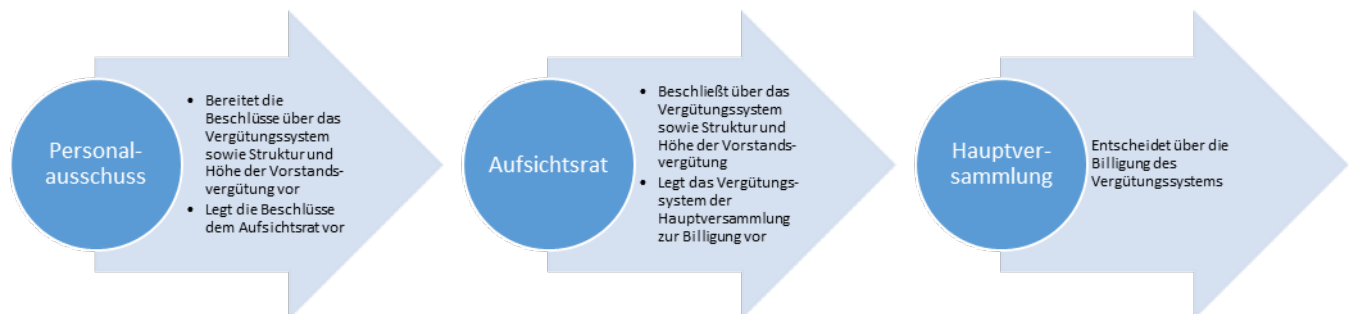 Personal-
ausschuss
• Bereitet die
Beschlüsse über das
Vergütungssystem
sowie Struktur und
Höhe der Vorstands-
vergütung vor
• Legt die Beschlüsse
dem Aufsichtsrat vor
Aufsichtsrat
• Beschließt über das
Vergütungssystem
sowie Struktur und
Höhe der Vorstands-
vergütung
• Legt das Vergütungs-
system der
Hauptversammlung
zur Billigung vor
Hauptver-
sammlung
Entscheidet über die
Billigung des
Vergütungssystems